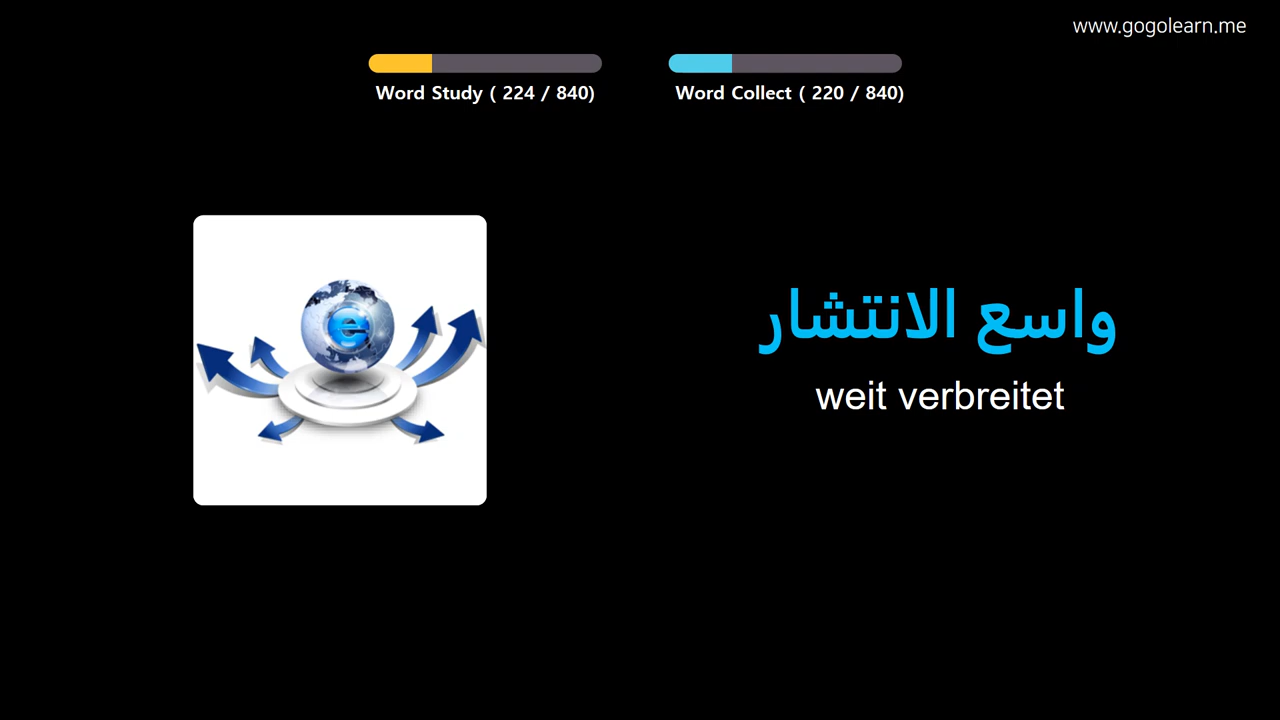 www.gogolearn.me
Word Study ( 224 / 840)
Word Collect ( 220 / 840)
e
واسع الانتشار
weit verbreitet